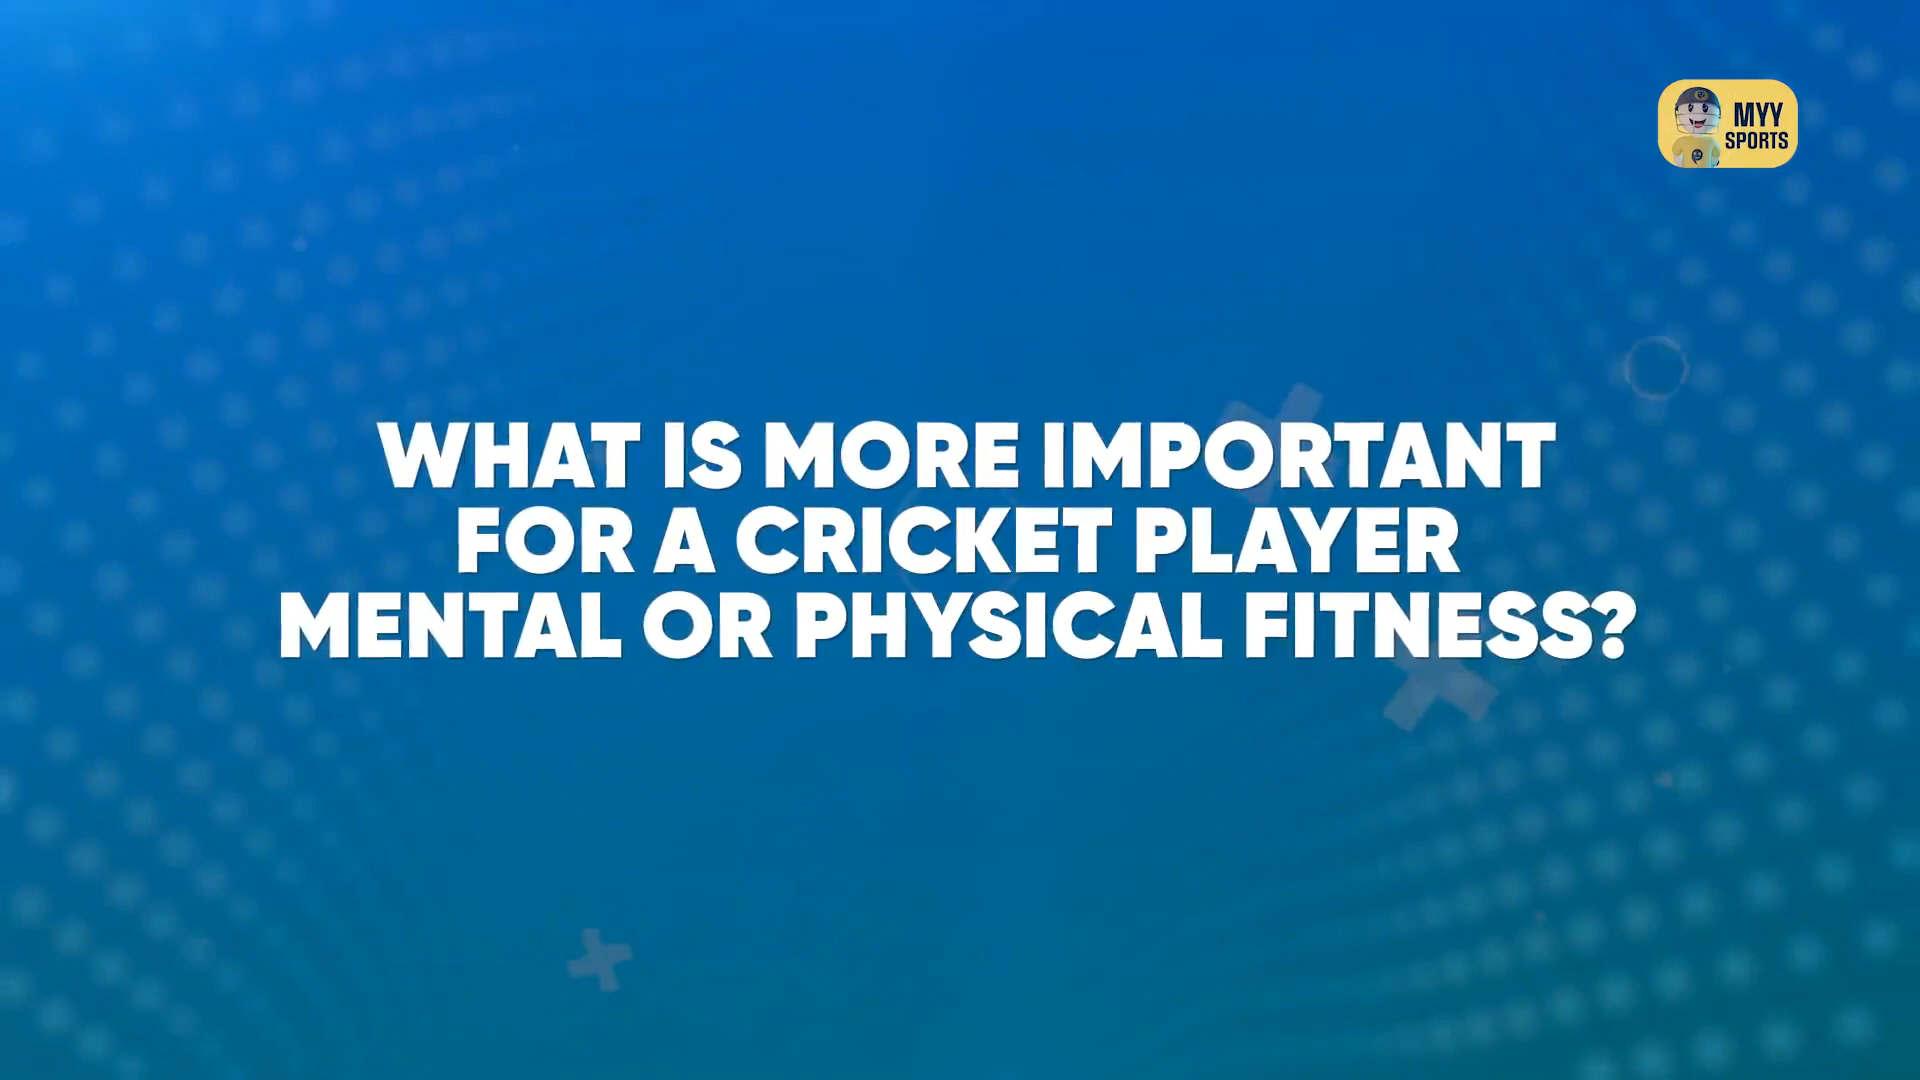 MYY
SPORTS
WHAT IS MORE IMPORTANT
FOR A CRICKET PLAYER
MENTAL OR PHYSICAL FITNESS?